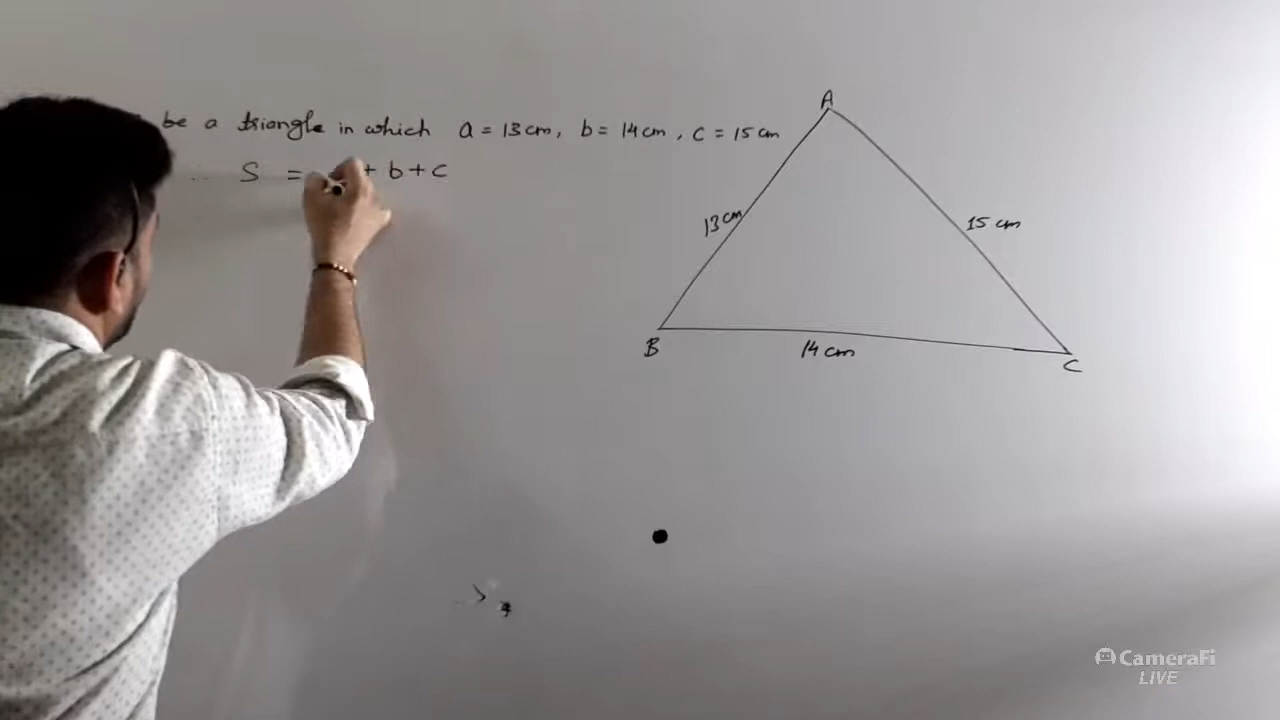 be a triangle in which a = 13 cm, b = 14 cm, c = 15 cm
S = + b + c
A
13 cm
15 cm
B
14 cm
C
CameraFi
LIVE